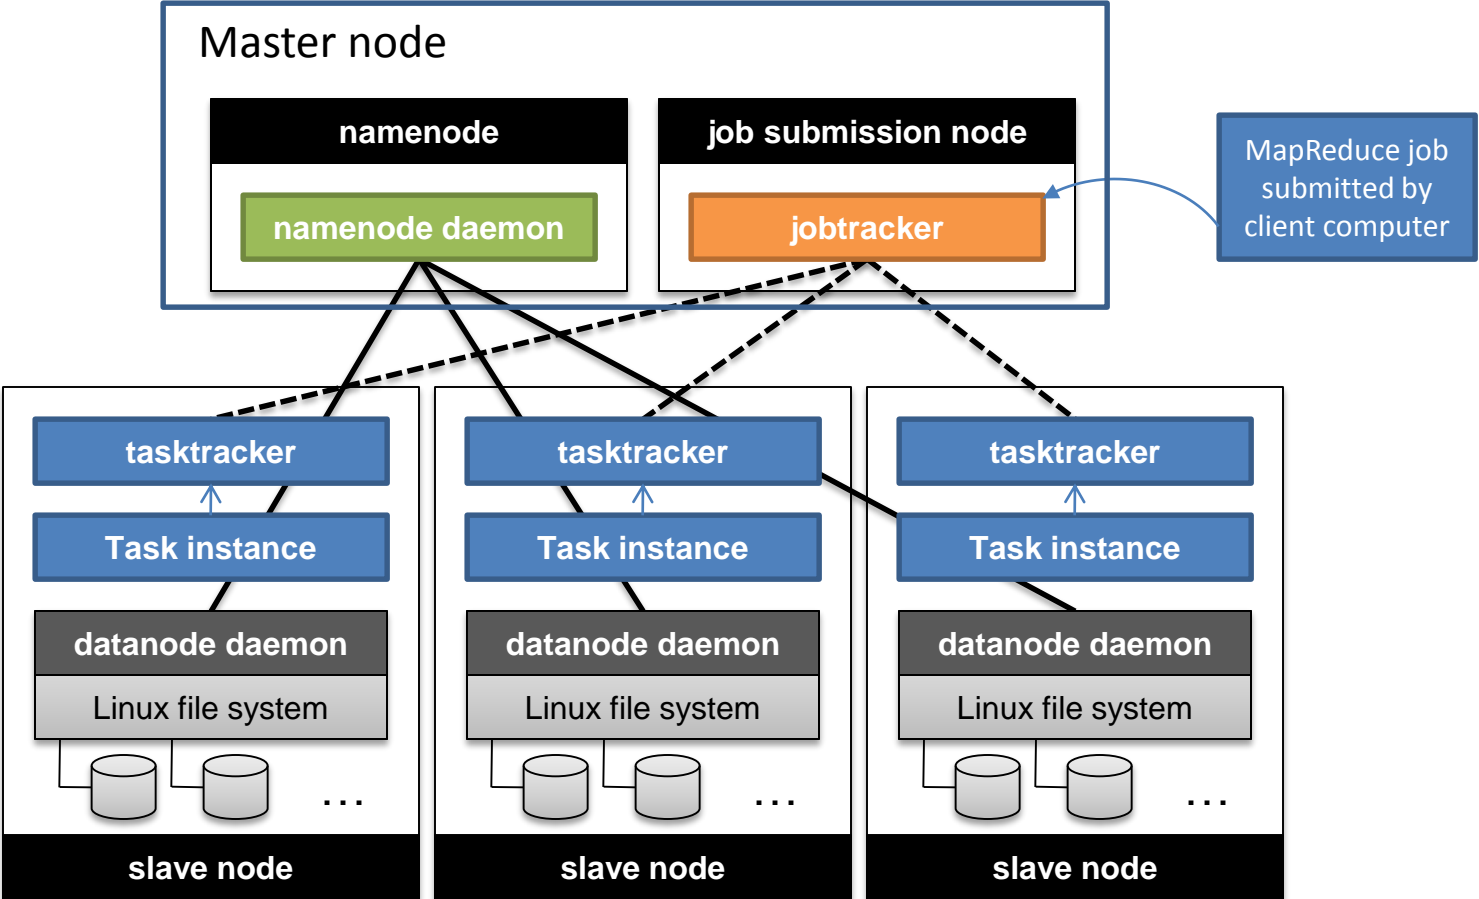 Master node
namenode
job submission node
namenode daemon
jobtracker
MapReduce job
submitted by
client computer
tasktracker
tasktracker
tasktracker
Task instance
Task instance
Task instance
datanode daemon
datanode daemon
datanode daemon
Linux file system
Linux file system
Linux file system
...
...
...
slave node
slave node
slave node